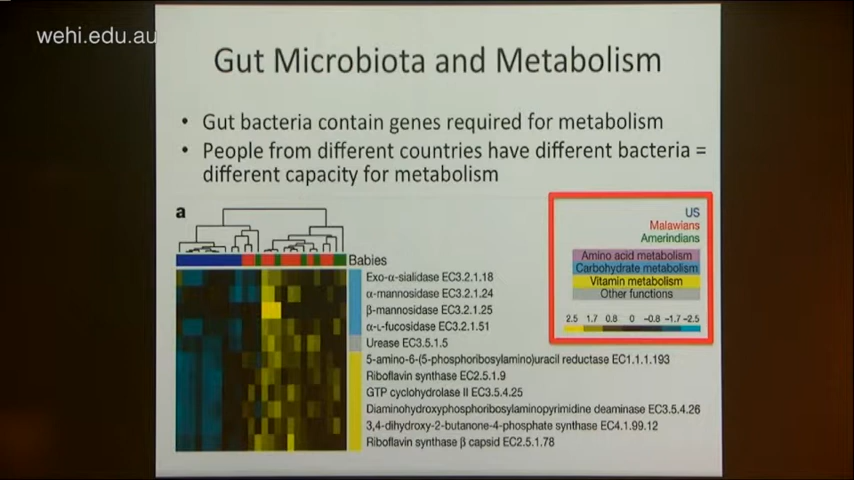 wehi.edu.au
Gut Microbiota and Metabolism
• Gut bacteria contain genes required for metabolism
• People from different countries have different bacteria =
different capacity for metabolism
a
US
Malawians
Amerindians
Amino acid metabolism
Carbohydrate metabolism
Vitamin metabolism
Other functions
2.5 1.7 0.8 0 –0.8 –1.7 –2.5
Babies
Exo-α-sialidase EC3.2.1.18
α-mannosidase EC3.2.1.24
β-mannosidase EC3.2.1.25
α-L-fucosidase EC3.2.1.51
Urease EC3.5.1.5
5-amino-6-(5-phosphoribosylamino)uracil reductase EC1.1.1.193
Riboflavin synthase EC2.5.1.9
GTP cyclohydrolase II EC3.5.4.25
Diaminohydroxyphosphoribosylaminopyrimidine deaminase EC3.5.4.26
3,4-dihydroxy-2-butanone-4-phosphate synthase EC4.1.99.12
Riboflavin synthase β capsid EC2.5.1.78